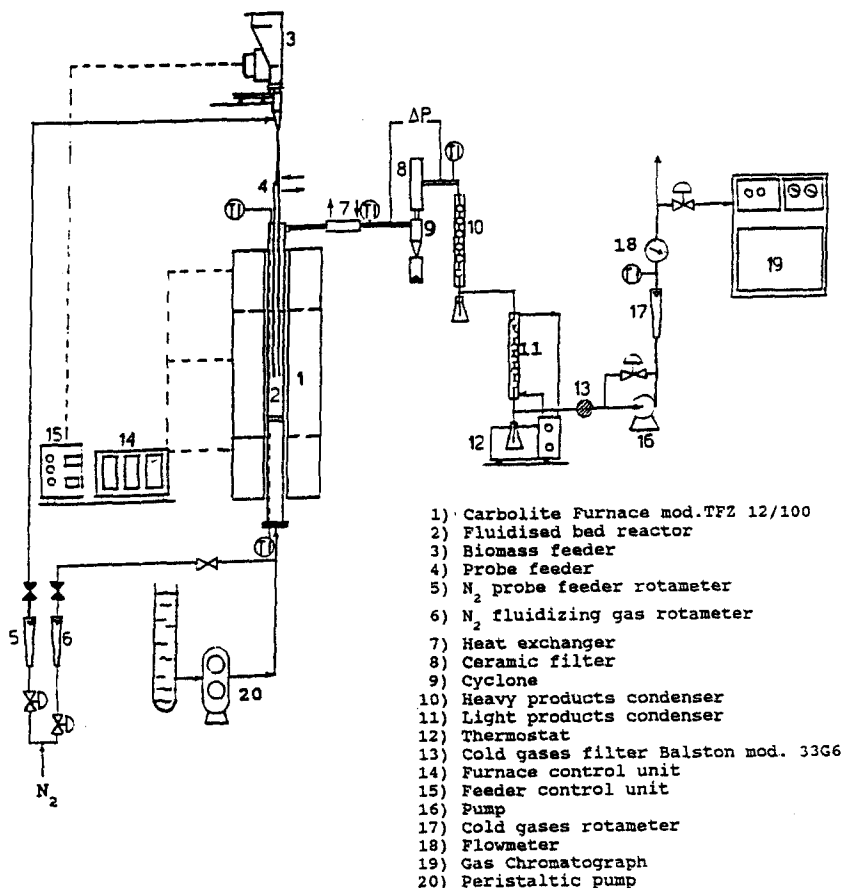 3
ΔP
TI
8
4
TI
7
TI
9
10
18
19
17
2
1
11
13
15
14
12
16
TI
5
6
20
N2
1) Carbolite Furnace mod.TFZ 12/100
2) Fluidised bed reactor
3) Biomass feeder
4) Probe feeder
5) N2 probe feeder rotameter
6) N2 fluidizing gas rotameter
7) Heat exchanger
8) Ceramic filter
9) Cyclone
10) Heavy products condenser
11) Light products condenser
12) Thermostat
13) Cold gases filter Balston mod. 33G6
14) Furnace control unit
15) Feeder control unit
16) Pump
17) Cold gases rotameter
18) Flowmeter
19) Gas Chromatograph
20) Peristaltic pump